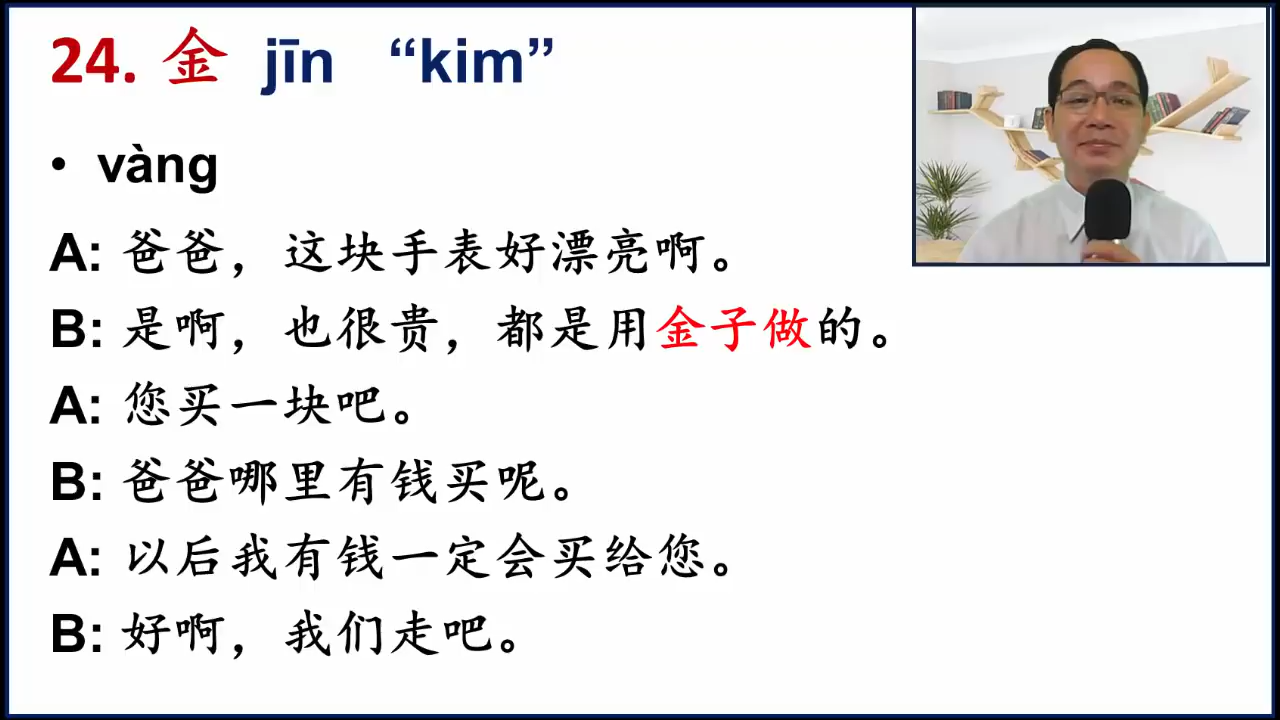 24. 金 jīn “kim”
• vàng
A: 爸爸，这块手表好漂亮啊。
B: 是啊，也很贵，都是用金子做的。
A: 您买一块吧。
B: 爸爸哪里有钱买呢。
A: 以后我有钱一定会买给您。
B: 好啊，我们走吧。